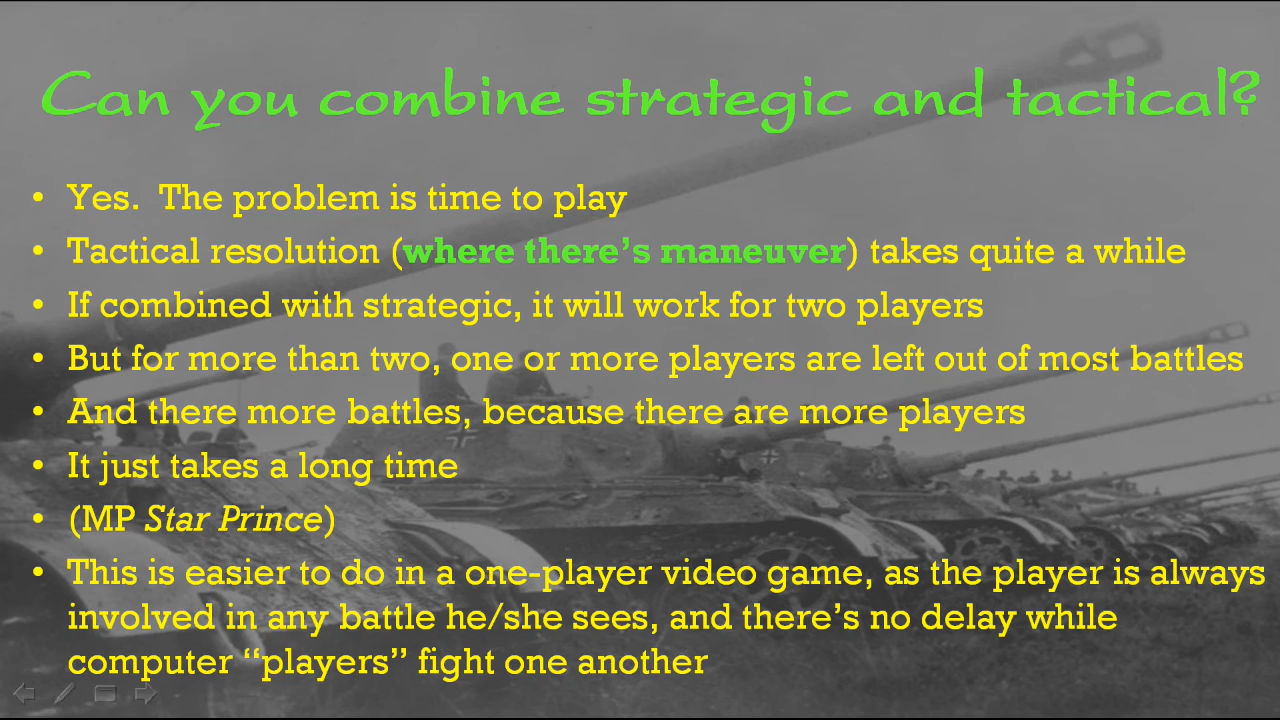 Can you combine strategic and tactical?
• Yes.  The problem is time to play
• Tactical resolution (where there’s maneuver) takes quite a while
• If combined with strategic, it will work for two players
• But for more than two, one or more players are left out of most battles
• And there more battles, because there are more players
• It just takes a long time
• (MP Star Prince)
• This is easier to do in a one-player video game, as the player is always
involved in any battle he/she sees, and there’s no delay while
computer “players” fight one another